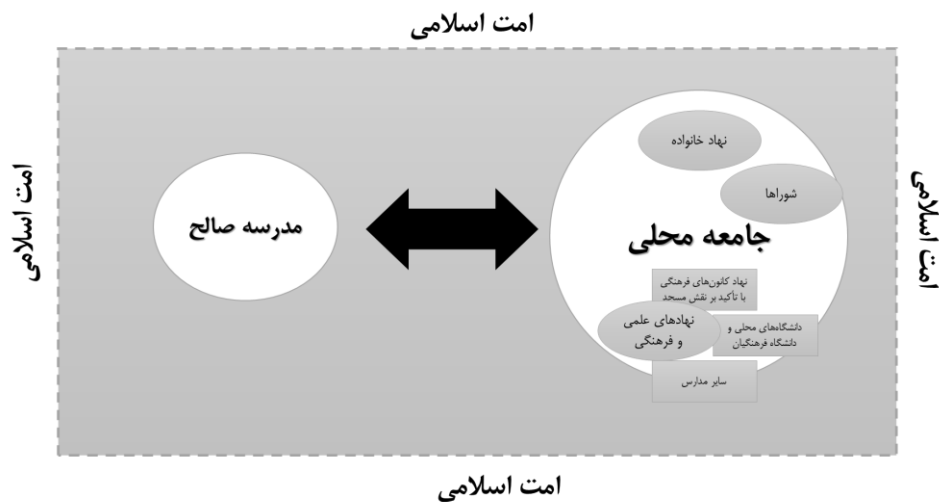 امت اسلامی
امت اسلامی
نهاد خانواده
شوراها
جامعه محلی
نهاد کانون‌های فرهنگی
با تأکید بر نقش مسجد
نهادهای علمی
و فرهنگی
دانشگاه‌های محلی و
دانشگاه فرهنگیان
سایر مدارس
مدرسه صالح
امت اسلامی
امت اسلامی